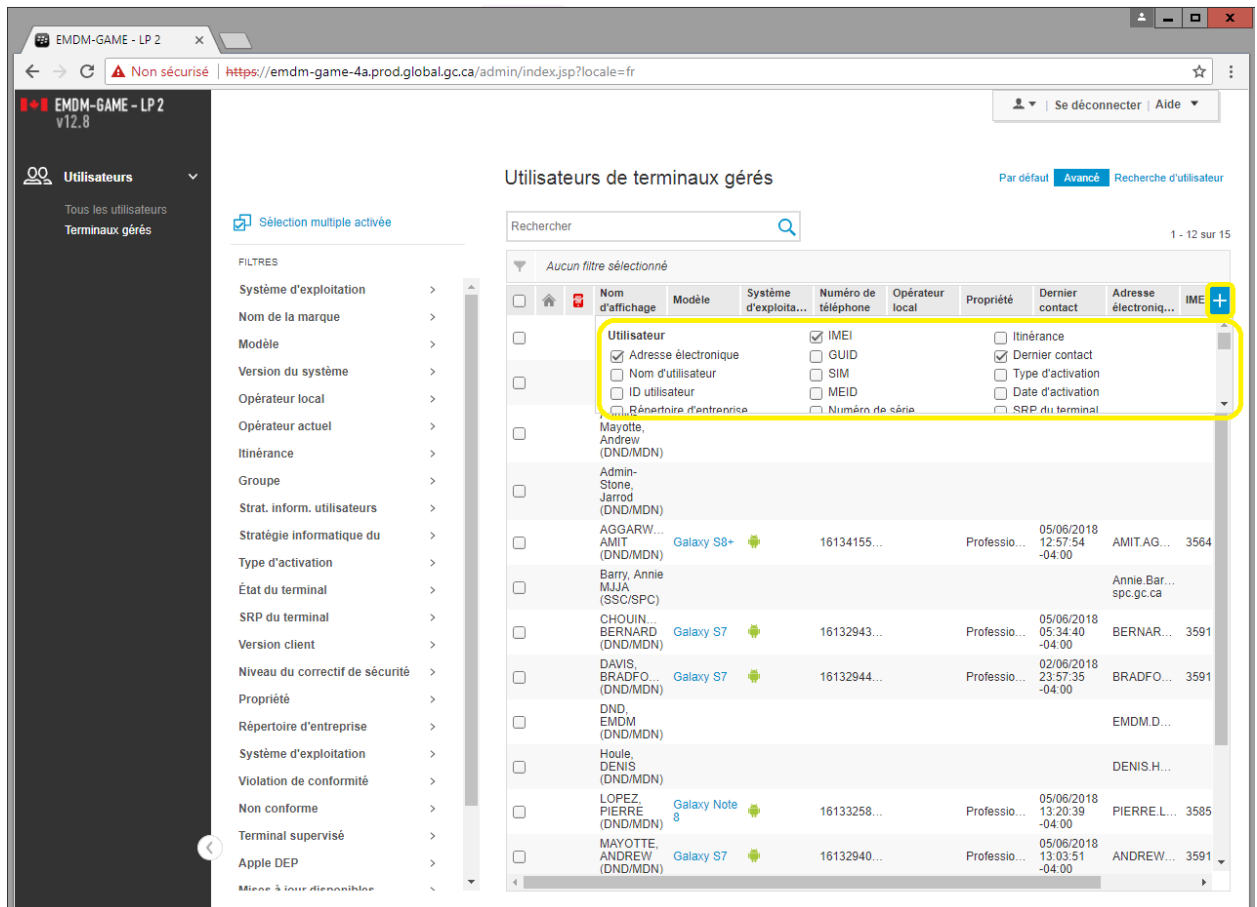 EMDM-GAME - LP 2
Non sécurisé https://emdm-game-4a.prod.global.gc.ca/admin/index.jsp?locale=fr
EMDM-GAME - LP 2
v12.8
Se déconnecter | Aide
Utilisateurs
Tous les utilisateurs
Terminaux gérés
Sélection multiple activée
FILTRES
Système d'exploitation
Nom de la marque
Modèle
Version du système
Opérateur local
Opérateur actuel
Itinérance
Groupe
Strat. inform. utilisateurs
Stratégie informatique du
Type d'activation
État du terminal
SRP du terminal
Version client
Niveau du correctif de sécurité
Propriété
Répertoire d'entreprise
Système d'exploitation
Violation de conformité
Non conforme
Terminal supervisé
Apple DEP
Mises à jour disponibles
Utilisateurs de terminaux gérés
Par défaut Avancé Recherche d'utilisateur
Rechercher
1 - 12 sur 15
Aucun filtre sélectionné
Nom d'affichage
Modèle
Système d'exploita...
Numéro de téléphone
Opérateur local
Propriété
Dernier contact
Adresse électroniq...
IME
Utilisateur
Adresse électronique
Nom d'utilisateur
ID utilisateur
Répertoire d'entreprise
IMEI
GUID
SIM
MEID
Numéro de série
Itinérance
Dernier contact
Type d'activation
Date d'activation
SRP du terminal
Mayotte,
Andrew
(DND/MDN)
Admin-
Stone,
Jarrod
(DND/MDN)
AGGARW...
AMIT
(DND/MDN)
Galaxy S8+ 16134155... Professio... 05/06/2018 12:57:54 -04:00 AMIT.AG... 3564
Barry, Annie
MJJA
(SSC/SPC)
Annie.Bar...
spc.gc.ca
CHOUIN...
BERNARD
(DND/MDN)
Galaxy S7 16132943... Professio... 05/06/2018 05:34:40 -04:00 BERNAR... 3591
DAVIS,
BRADFO...
(DND/MDN)
Galaxy S7 16132944... Professio... 02/06/2018 23:57:35 -04:00 BRADFO... 3591
DND,
EMDM
(DND/MDN)
EMDM.D...
Houle,
DENIS
(DND/MDN)
DENIS.H...
LOPEZ,
PIERRE
(DND/MDN)
Galaxy Note 8 16133258... Professio... 05/06/2018 13:20:39 -04:00 PIERRE.L... 3585
MAYOTTE,
ANDREW
(DND/MDN)
Galaxy S7 16132940... Professio... 05/06/2018 13:03:51 -04:00 ANDREW... 3591